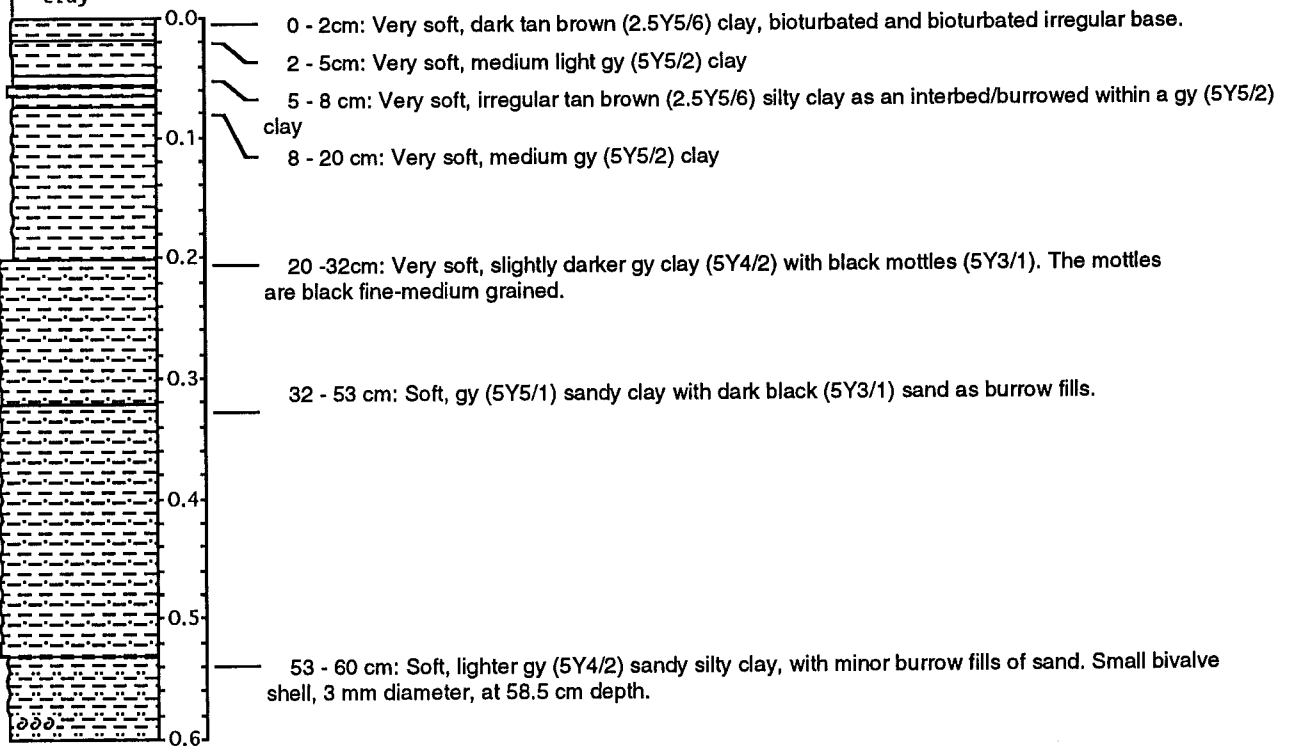 clay
0.0
0 - 2cm: Very soft, dark tan brown (2.5Y5/6) clay, bioturbated and bioturbated irregular base.
2 - 5cm: Very soft, medium light gy (5Y5/2) clay
5 - 8 cm: Very soft, irregular tan brown (2.5Y5/6) silty clay as an interbed/burrowed within a gy (5Y5/2)
clay
0.1
8 - 20 cm: Very soft, medium gy (5Y5/2) clay
0.2
20 -32cm: Very soft, slightly darker gy clay (5Y4/2) with black mottles (5Y3/1). The mottles
are black fine-medium grained.
0.3
32 - 53 cm: Soft, gy (5Y5/1) sandy clay with dark black (5Y3/1) sand as burrow fills.
0.4
0.5
53 - 60 cm: Soft, lighter gy (5Y4/2) sandy silty clay, with minor burrow fills of sand. Small bivalve
shell, 3 mm diameter, at 58.5 cm depth.
0.6